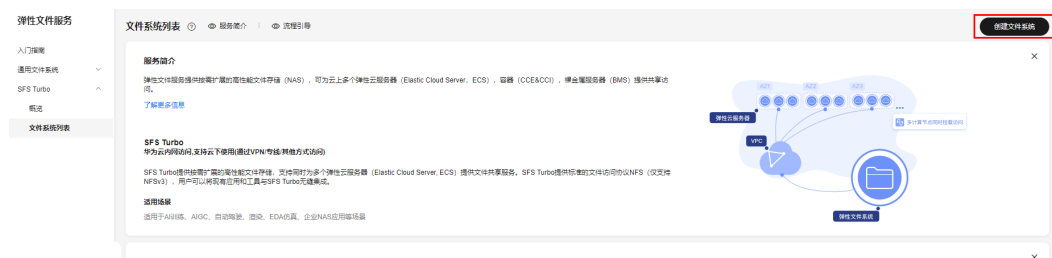 弹性文件服务
入门指南
通用文件系统
SFS Turbo
概览
文件系统列表
文件系统列表 服务简介 流程引导
创建文件系统
服务简介
弹性文件服务提供按需扩展的高性能文件存储（NAS），可为云上多个弹性云服务器（Elastic Cloud Server，ECS），容器（CCE&CCI），裸金属服务器（BMS）提供共享访
问。
了解更多信息
SFS Turbo
华为云内网访问,支持云下使用(通过VPN/专线/其他方式访问)
SFS Turbo提供按需扩展的高性能文件存储，支持同时为多个弹性云服务器（Elastic Cloud Server, ECS）提供文件共享服务。SFS Turbo提供标准的文件访问协议NFS（仅支持
NFSv3），用户可以将现有应用和工具与SFS Turbo无缝集成。
适用场景
适用于AI训练、AIGC、自动驾驶、渲染、EDA仿真、企业NAS应用等场景
AZ1 AZ2 AZ3
弹性云服务器
多计算节点同时挂载访问
VPC
弹性文件系统